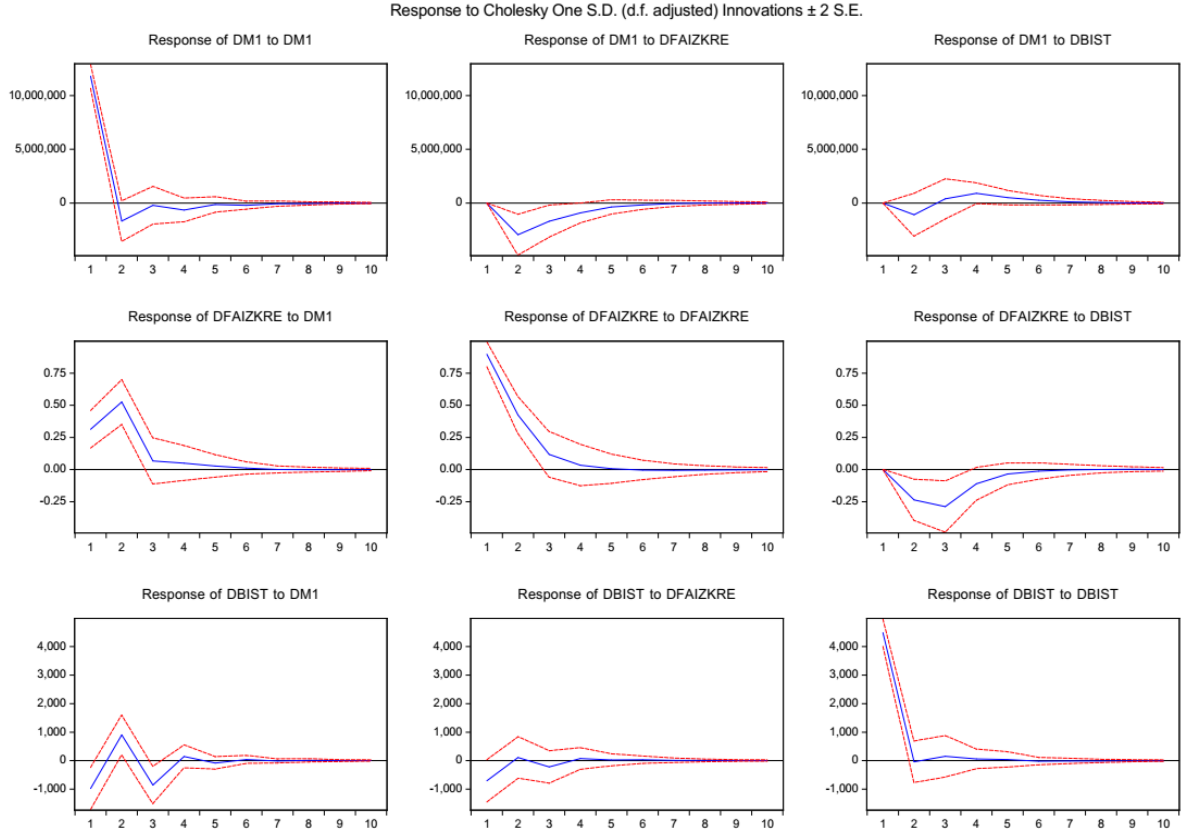 Response to Cholesky One S.D. (d.f. adjusted) Innovations ± 2 S.E.
Response of DM1 to DM1
10,000,000
5,000,000
0
1 2 3 4 5 6 7 8 9 10
Response of DM1 to DFAIZKRE
10,000,000
5,000,000
0
1 2 3 4 5 6 7 8 9 10
Response of DM1 to DBIST
10,000,000
5,000,000
0
1 2 3 4 5 6 7 8 9 10
Response of DFAIZKRE to DM1
0.75
0.50
0.25
0.00
-0.25
1 2 3 4 5 6 7 8 9 10
Response of DFAIZKRE to DFAIZKRE
0.75
0.50
0.25
0.00
-0.25
1 2 3 4 5 6 7 8 9 10
Response of DFAIZKRE to DBIST
0.75
0.50
0.25
0.00
-0.25
1 2 3 4 5 6 7 8 9 10
Response of DBIST to DM1
4,000
3,000
2,000
1,000
0
-1,000
1 2 3 4 5 6 7 8 9 10
Response of DBIST to DFAIZKRE
4,000
3,000
2,000
1,000
0
-1,000
1 2 3 4 5 6 7 8 9 10
Response of DBIST to DBIST
4,000
3,000
2,000
1,000
0
-1,000
1 2 3 4 5 6 7 8 9 10